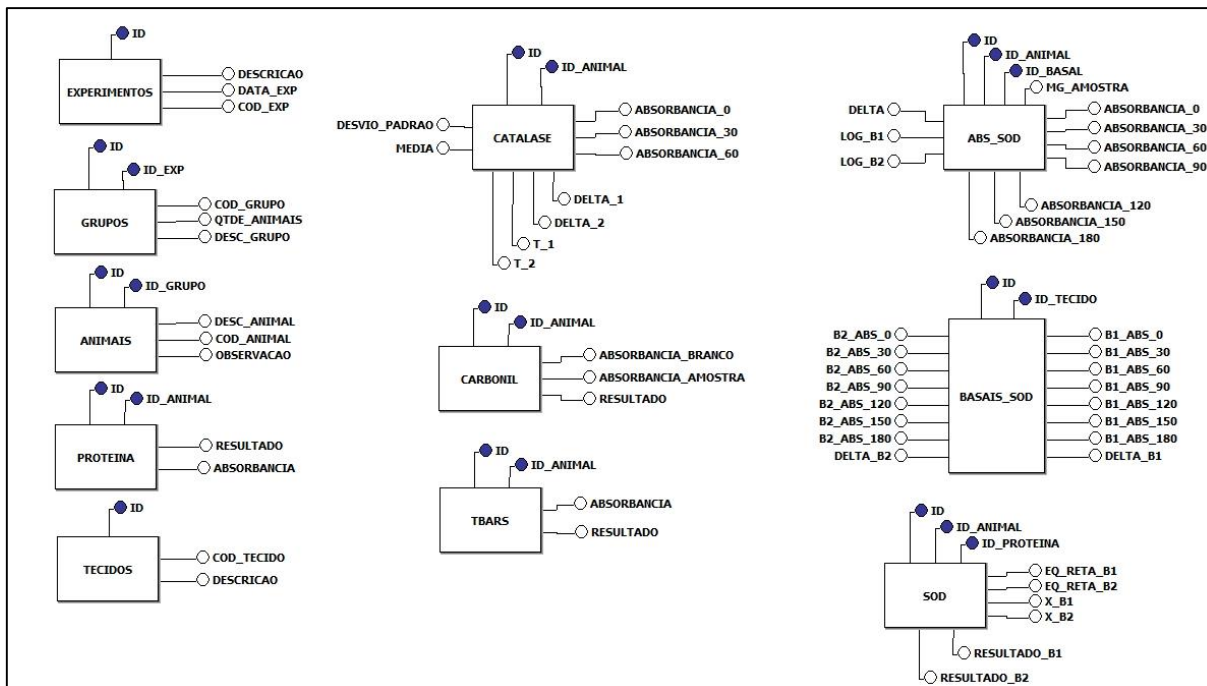 ID
EXPERIMENTOS
DESCRICAO
DATA_EXP
COD_EXP
ID
ID_EXP
GRUPOS
COD_GRUPO
QTDE_ANIMAIS
DESC_GRUPO
ID
ID_GRUPO
ANIMAIS
DESC_ANIMAL
COD_ANIMAL
OBSERVACAO
ID
ID_ANIMAL
PROTEINA
RESULTADO
ABSORBANCIA
ID
TECIDOS
COD_TECIDO
DESCRICAO
ID
ID_ANIMAL
DESVIO_PADRAO
MEDIA
CATALASE
ABSORBANCIA_0
ABSORBANCIA_30
ABSORBANCIA_60
DELTA_1
DELTA_2
T_1
T_2
ID
ID_ANIMAL
CARBONIL
ABSORBANCIA_BRANCO
ABSORBANCIA_AMOSTRA
RESULTADO
ID
ID_ANIMAL
TBARS
ABSORBANCIA
RESULTADO
ID
ID_ANIMAL
ID_BASAL
MG_AMOSTRA
DELTA
LOG_B1
LOG_B2
ABS_SOD
ABSORBANCIA_0
ABSORBANCIA_30
ABSORBANCIA_60
ABSORBANCIA_90
ABSORBANCIA_120
ABSORBANCIA_150
ABSORBANCIA_180
ID
ID_TECIDO
B2_ABS_0
B2_ABS_30
B2_ABS_60
B2_ABS_90
B2_ABS_120
B2_ABS_150
B2_ABS_180
DELTA_B2
BASAIS_SOD
B1_ABS_0
B1_ABS_30
B1_ABS_60
B1_ABS_90
B1_ABS_120
B1_ABS_150
B1_ABS_180
DELTA_B1
ID
ID_ANIMAL
ID_PROTEINA
SOD
EQ_RETA_B1
EQ_RETA_B2
X_B1
X_B2
RESULTADO_B1
RESULTADO_B2